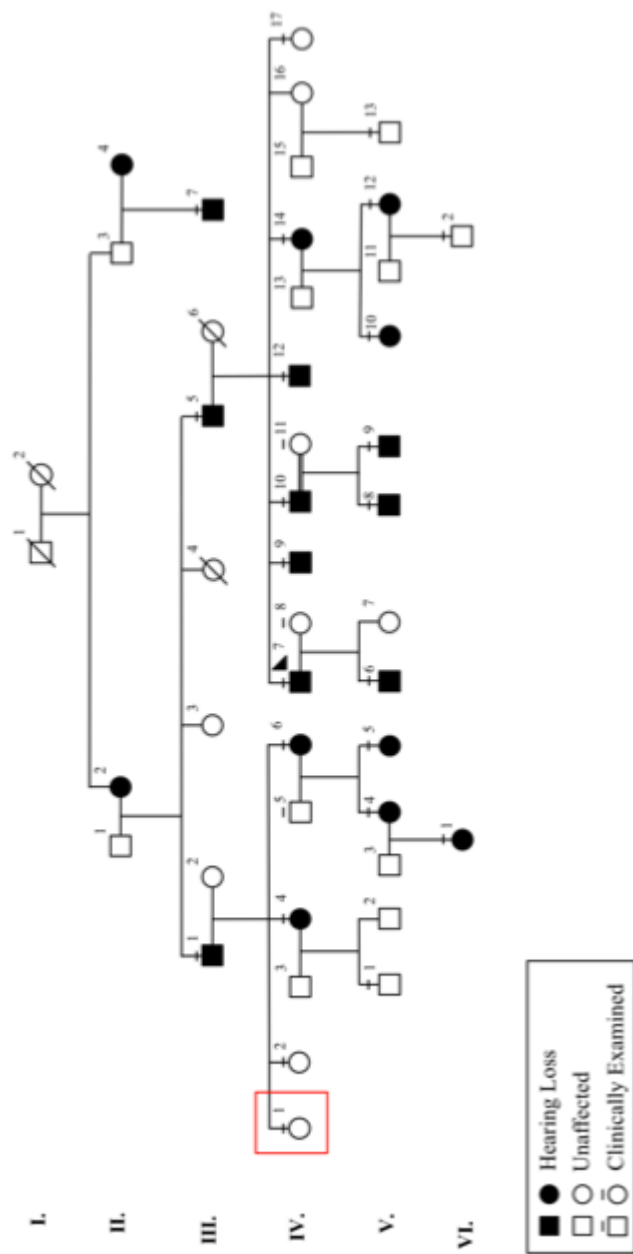 I.
1 2
II.
1 2 3 4
III.
1 2 3 4 5 6 7
IV.
1 2 3 4 5 6 7 8 9 10 11 12 13 14 15 16 17
V.
1 2 3 4 5 6 7 8 9 10 11 12 13
VI.
1 2
Hearing Loss
Unaffected
Clinically Examined